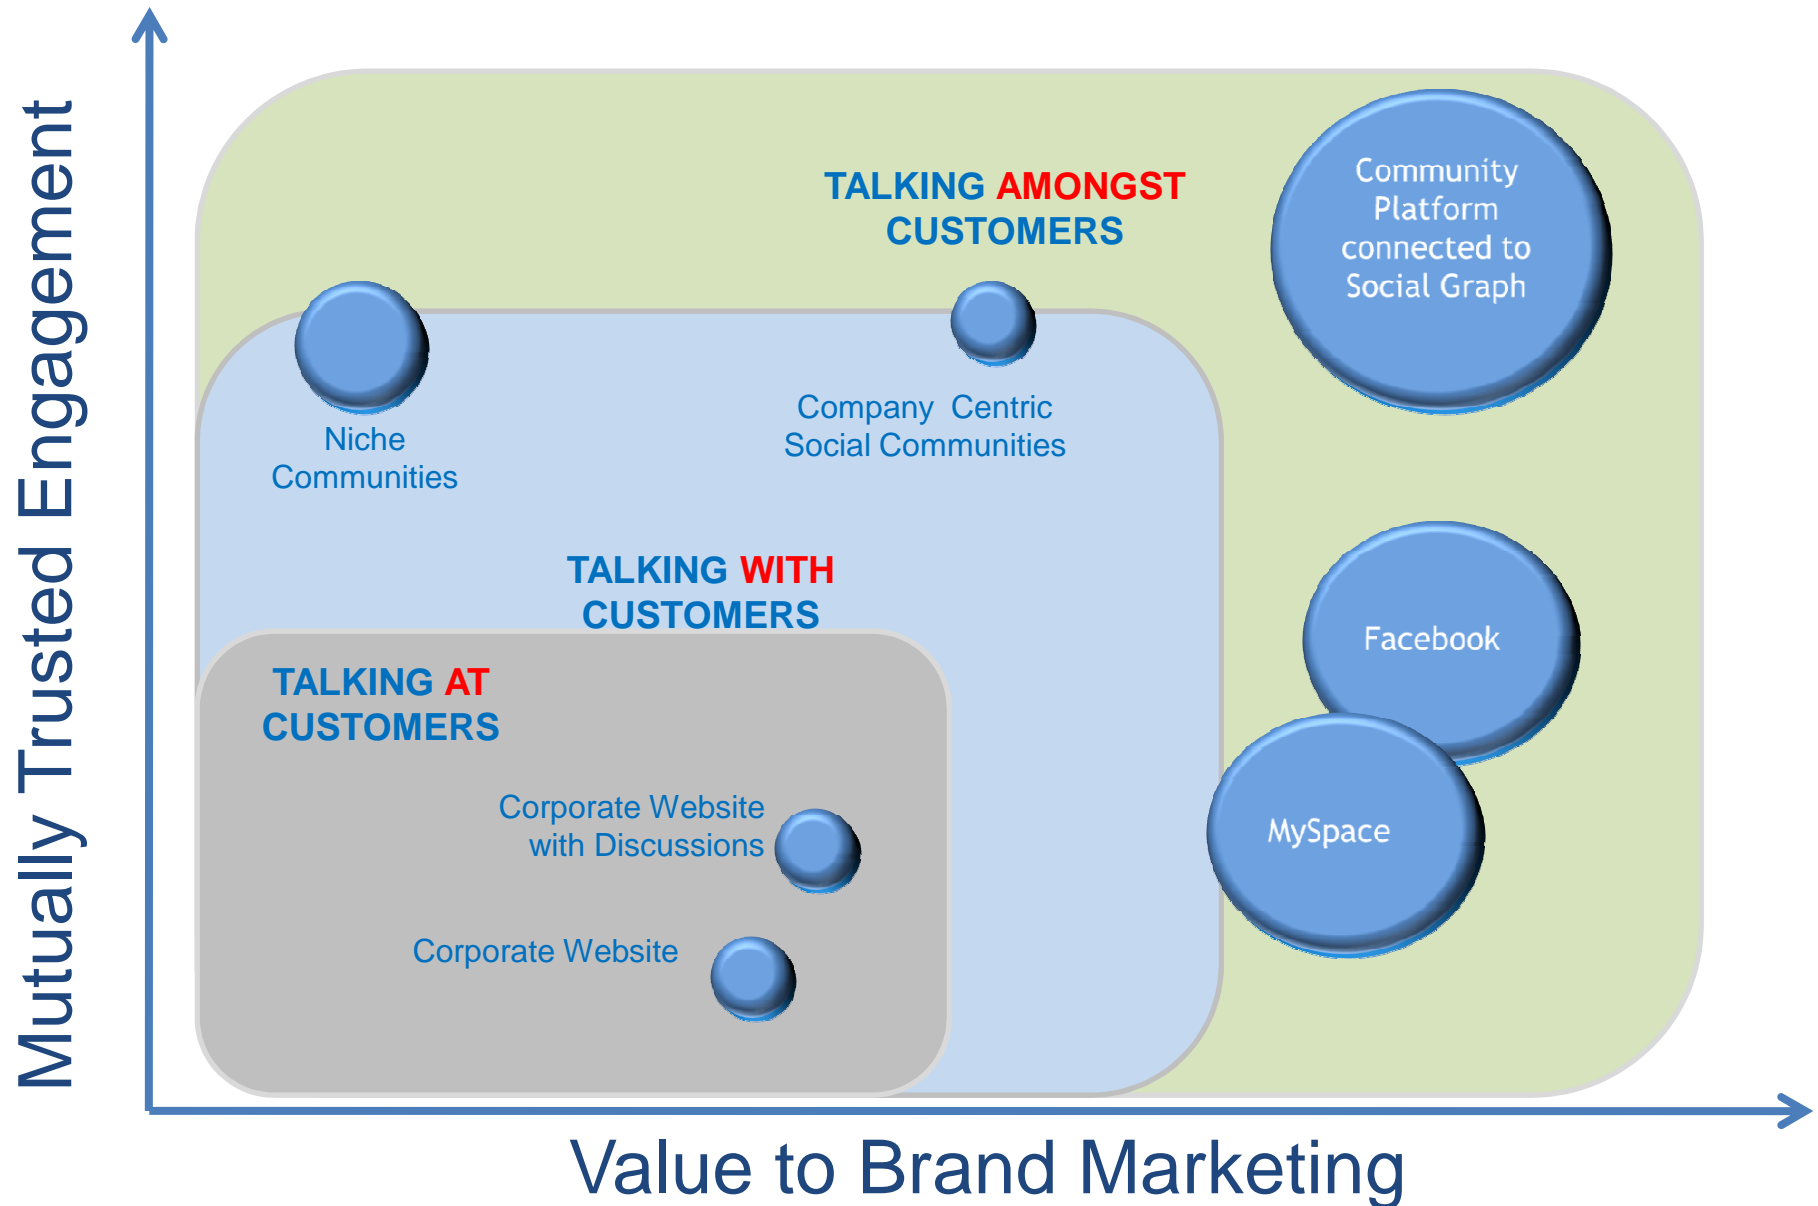 Mutually Trusted Engagement
TALKING AMONGST
CUSTOMERS
Community
Platform
connected to
Social Graph
Niche
Communities
Company Centric
Social Communities
TALKING WITH
CUSTOMERS
Facebook
TALKING AT
CUSTOMERS
Corporate Website
with Discussions
MySpace
Corporate Website
Value to Brand Marketing